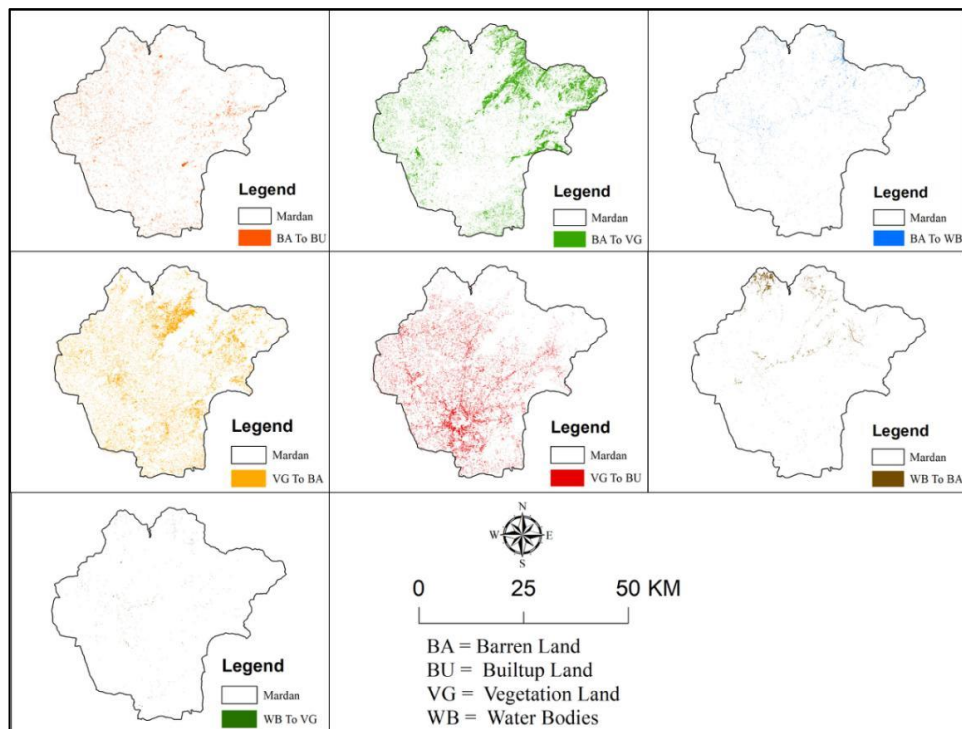 Legend
Mardan
BA To BU
Legend
Mardan
BA To VG
Legend
Mardan
BA To WB
Legend
Mardan
VG To BA
Legend
Mardan
VG To BU
Legend
Mardan
WB To BA
Legend
Mardan
WB To VG
N
W E
S
0 25 50 KM
BA = Barren Land
BU = Builtup Land
VG = Vegetation Land
WB = Water Bodies